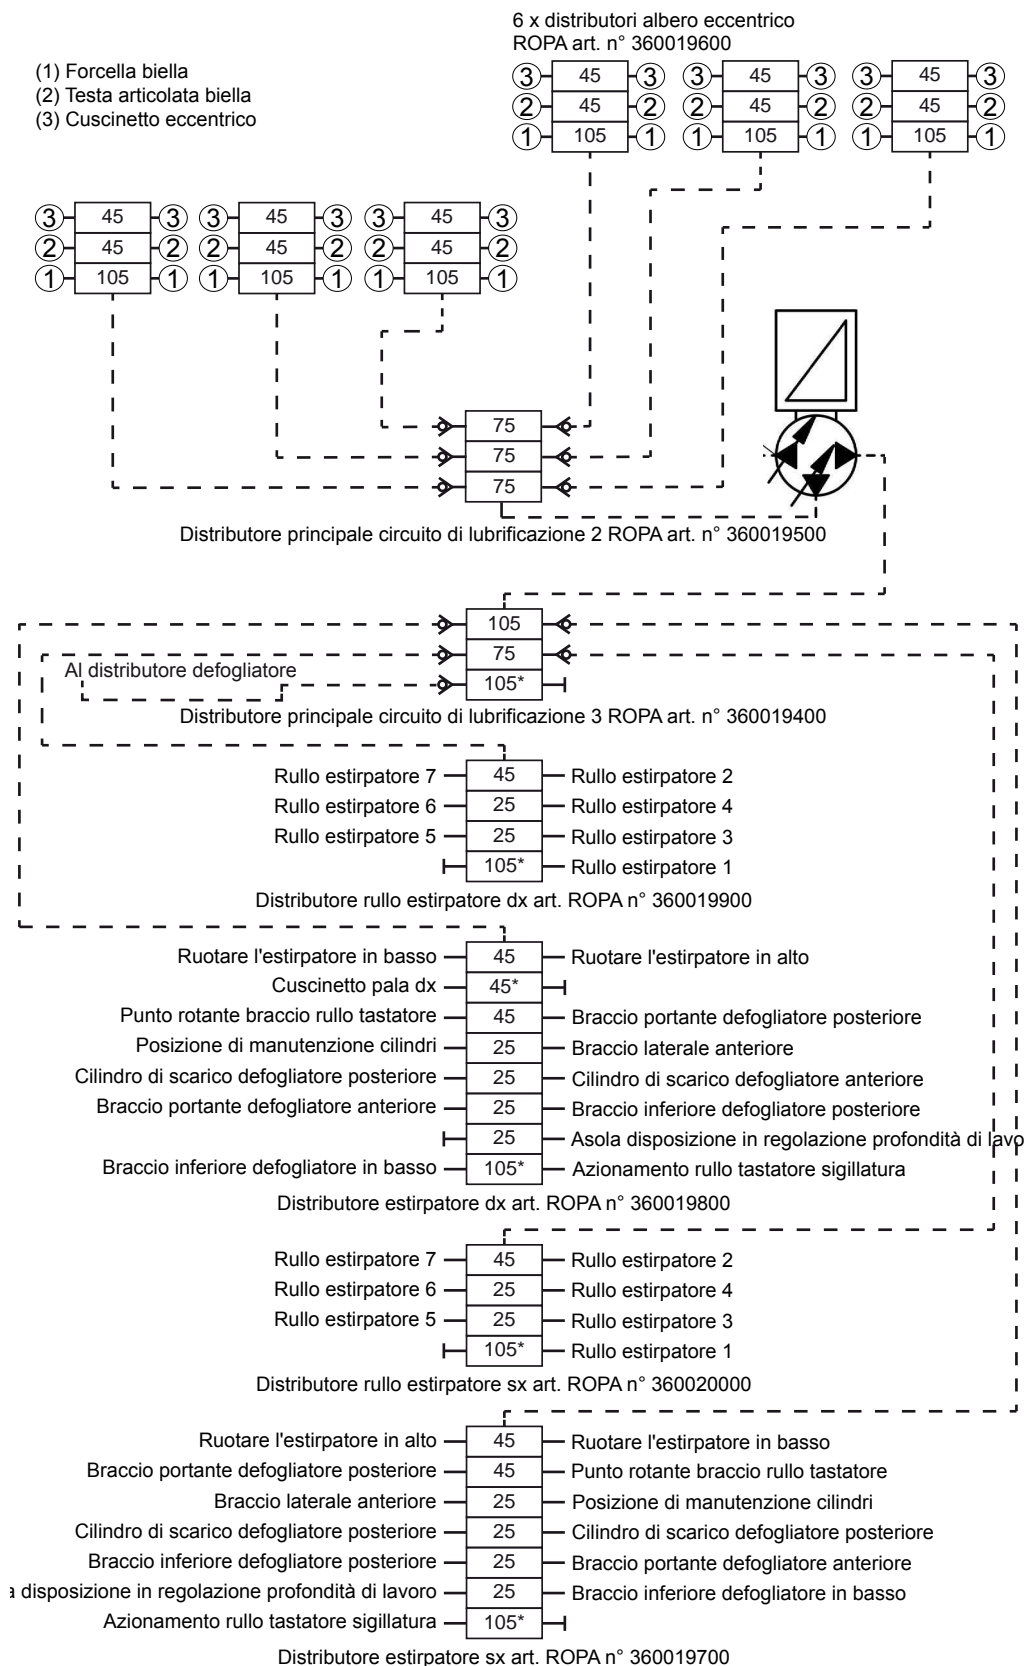 6 x distributori albero eccentrico
ROPA art. n° 360019600
(1) Forcella biella
(2) Testa articolata biella
(3) Cuscinetto eccentrico
3 45 3 3 45 3 3 45 3
2 45 2 2 45 2 2 45 2
1 105 1 1 105 1 1 105 1
3 45 3 3 45 3 3 45 3
2 45 2 2 45 2 2 45 2
1 105 1 1 105 1 1 105 1
75
75
75
Distributore principale circuito di lubrificazione 2 ROPA art. n° 360019500
105
75
Al distributore defogliatore
105*
Distributore principale circuito di lubrificazione 3 ROPA art. n° 360019400
Rullo estirpatore 7 45 Rullo estirpatore 2
Rullo estirpatore 6 25 Rullo estirpatore 4
Rullo estirpatore 5 25 Rullo estirpatore 3
105* Rullo estirpatore 1
Distributore rullo estirpatore dx art. ROPA n° 360019900
Ruotare l'estirpatore in basso 45 Ruotare l'estirpatore in alto
Cuscinetto pala dx 45*
Punto rotante braccio rullo tastatore 45 Braccio portante defogliatore posteriore
Posizione di manutenzione cilindri 25 Braccio laterale anteriore
Cilindro di scarico defogliatore posteriore 25 Cilindro di scarico defogliatore anteriore
Braccio portante defogliatore anteriore 25 Braccio inferiore defogliatore posteriore
25 Asola disposizione in regolazione profondità di lavo
Braccio inferiore defogliatore in basso 105* Azionamento rullo tastatore sigillatura
Distributore estirpatore dx art. ROPA n° 360019800
Rullo estirpatore 7 45 Rullo estirpatore 2
Rullo estirpatore 6 25 Rullo estirpatore 4
Rullo estirpatore 5 25 Rullo estirpatore 3
105* Rullo estirpatore 1
Distributore rullo estirpatore sx art. ROPA n° 360020000
Ruotare l'estirpatore in alto 45 Ruotare l'estirpatore in basso
Braccio portante defogliatore posteriore 45 Punto rotante braccio rullo tastatore
Braccio laterale anteriore 25 Posizione di manutenzione cilindri
Cilindro di scarico defogliatore posteriore 25 Cilindro di scarico defogliatore posteriore
Braccio inferiore defogliatore posteriore 25 Braccio portante defogliatore anteriore
a disposizione in regolazione profondità di lavoro 25 Braccio inferiore defogliatore in basso
Azionamento rullo tastatore sigillatura 105*
Distributore estirpatore sx art. ROPA n° 360019700